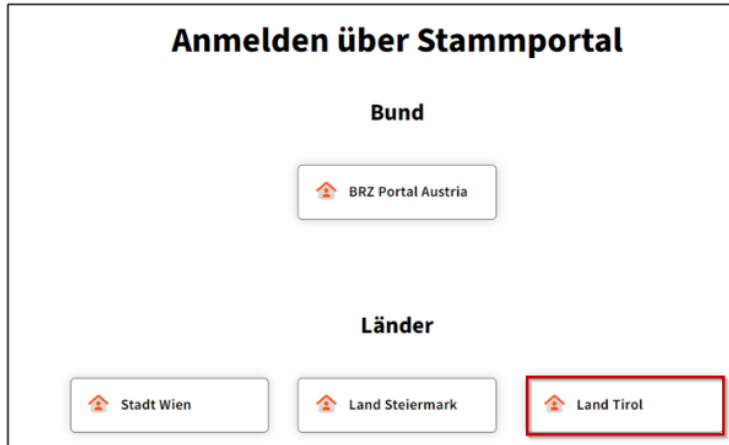 Anmelden über Stammportal
Bund
BRZ Portal Austria
Länder
Stadt Wien
Land Steiermark
Land Tirol